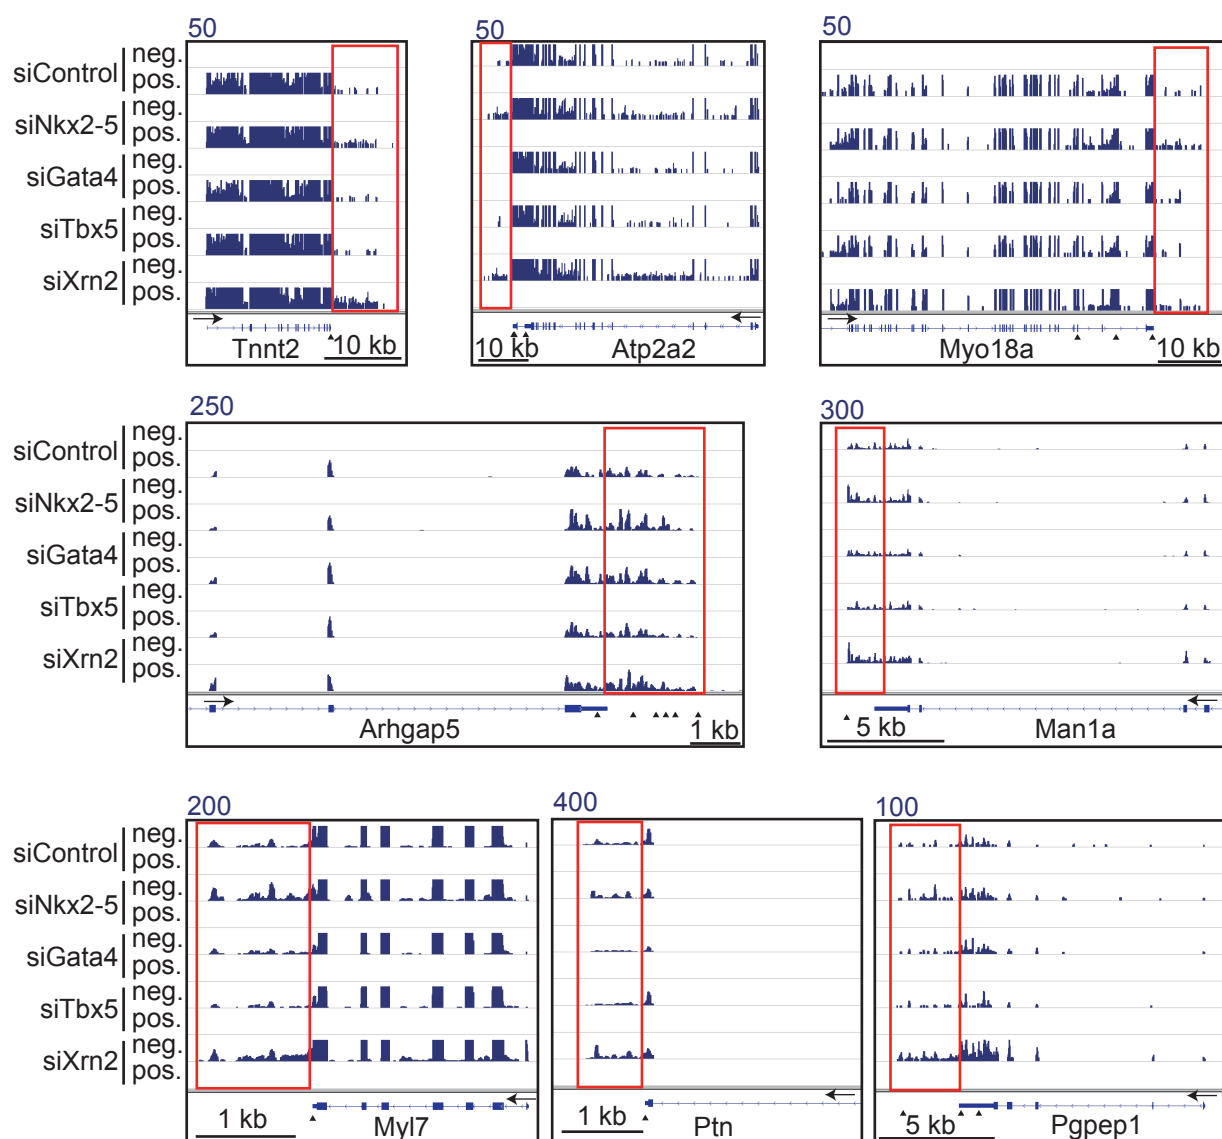 50
50
50
siControl
neg.
pos.
siNkx2-5
neg.
pos.
siGata4
neg.
pos.
siTbx5
neg.
pos.
siXrn2
neg.
pos.
Tnnt2
10 kb
10 kb
Atp2a2
Myo18a
10 kb
250
300
siControl
neg.
pos.
siNkx2-5
neg.
pos.
siGata4
neg.
pos.
siTbx5
neg.
pos.
siXrn2
neg.
pos.
Arhgap5
1 kb
5 kb
Man1a
200
400
100
siControl
neg.
pos.
siNkx2-5
neg.
pos.
siGata4
neg.
pos.
siTbx5
neg.
pos.
siXrn2
neg.
pos.
1 kb
Myl7
1 kb
Ptn
5 kb
Pgpep1